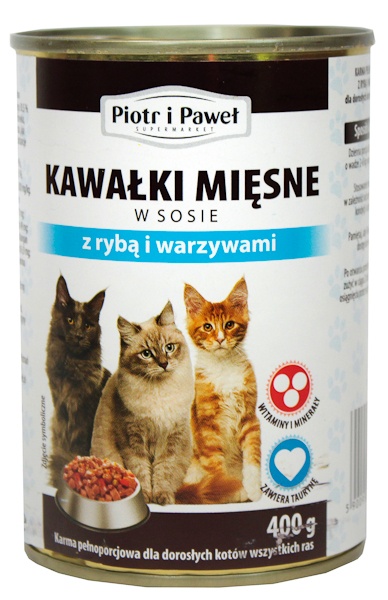 Piotr i Paweł
SUPERMARKET
KAWAŁKI MIĘSNE
W SOSIE
z rybą i warzywami
WITAMINY I MINERAŁY
ZAWIERA TAURYNĘ
Zdjęcie symboliczne
400 g
Karma pełnoporcjowa dla dorosłych kotów wszystkich ras